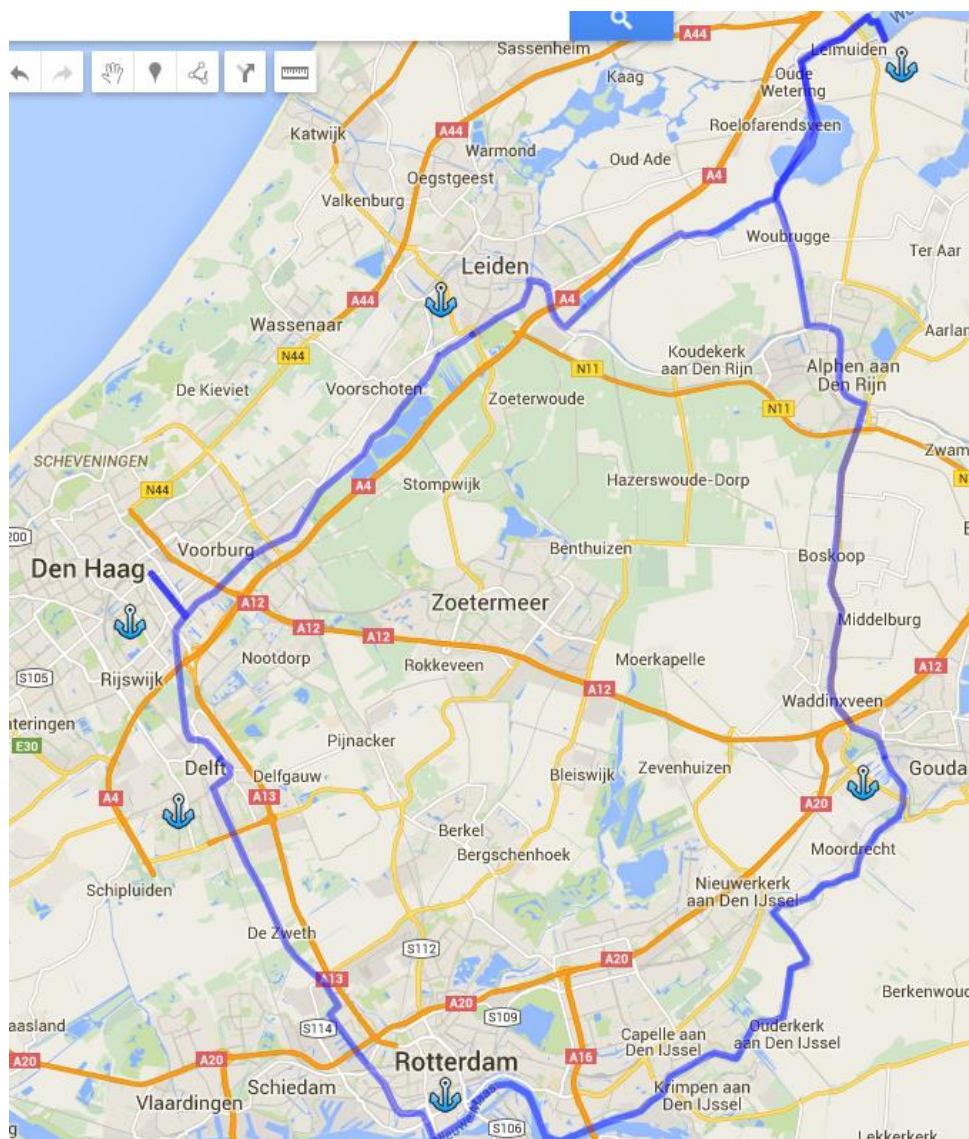 A44
Sassenheim
Leimuiden
Kaag
Oude
Wetering
Katwijk
A44
Warmond
Roelofarendsveen
Oud Ade
A4
Oegstgeest
Valkenburg
Woubrugge
Ter Aar
Leiden
A44
A4
Wassenaar
Aarlan
N44
Koudekerk
aan Den Rijn
Alphen aan
Den Rijn
N11
De Kieviet
Voorschoten
Zoeterwoude
N11
Zwam
SCHEVENINGEN
N
N44
A4
Stompwijk
Hazerswoude-Dorp
200
Voorburg
Benthuizen
Boskoop
Den Haag
A12
Zoetermeer
A12
A12
Middelburg
S105
Rijswijk
Nootdorp
Rokkeveen
Moerkapelle
A12
A12
Waddinxveen
ateringen
E30
Pijnacker
Delft
Delfgauw
Bleiswijk
Zevenhuizen
Gouda
A4
A13
A20
Berkel
Bergschenhoek
Moordrecht
Schipluiden
Nieuwerkerk
aan Den IJssel
De Zweth
S112
A20
A13
Berkenwoud
A20
S109
aasland
S114
Capelle aan
Den IJssel
Ouderkerk
aan Den IJssel
A20
A20
Rotterdam
A16
Schiedam
Krimpen aan
Den IJssel
Vlaardingen
Nieuwe Maas
S106
Lekkerkerk